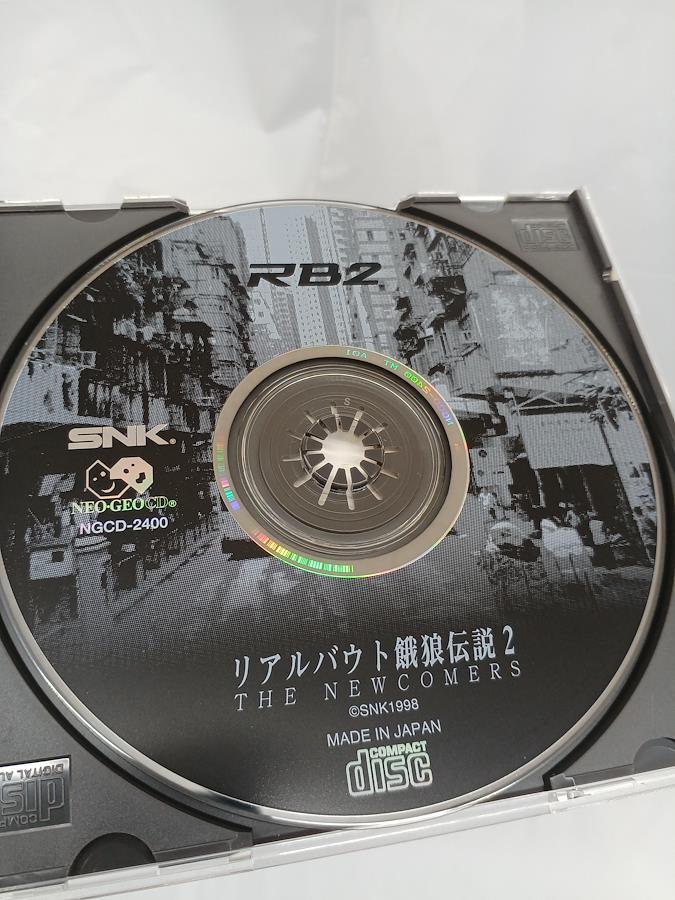 RB2
SNK®
NEO·GEO CD®
NGCD-2400
リアルバウト餓狼伝説2
THE NEWCOMERS
©SNK1998
MADE IN JAPAN
COMPACT
disc